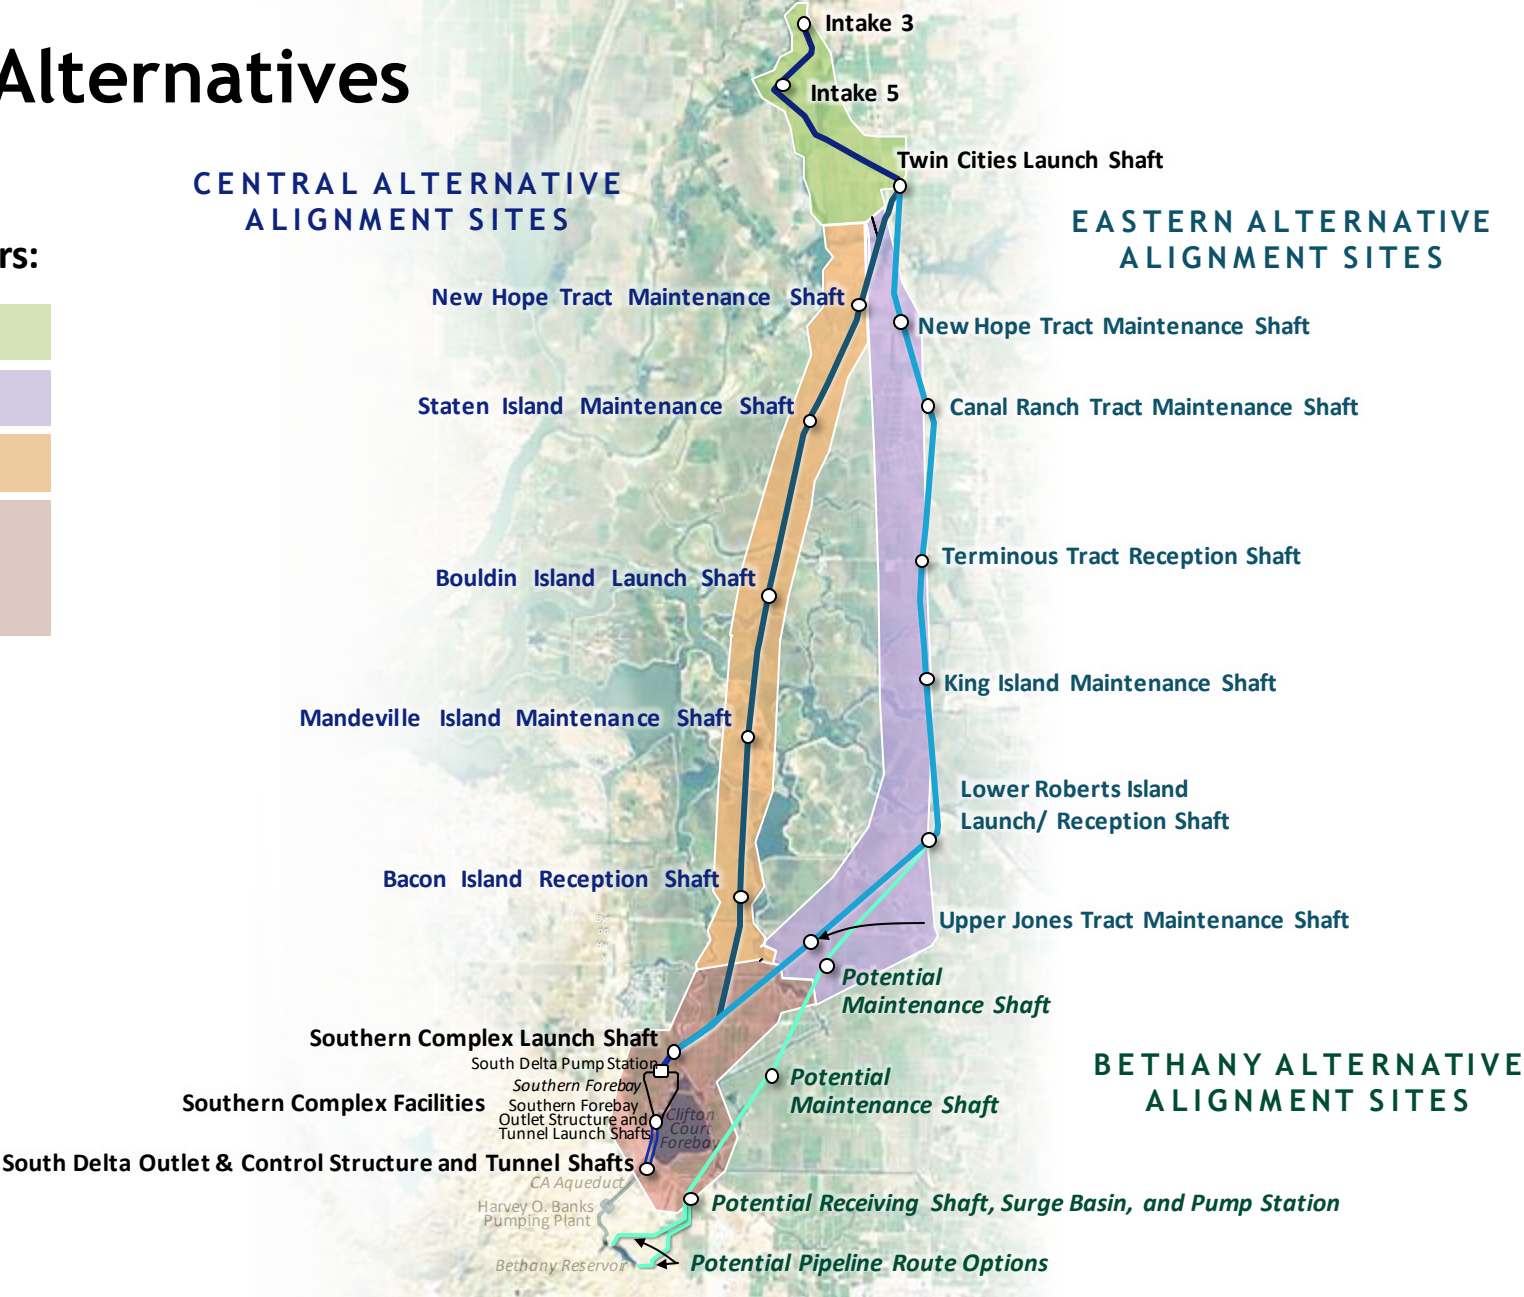 Alternatives
rs:
CENTRAL ALTERNATIVE
ALIGNMENT SITES
EASTERN ALTERNATIVE
ALIGNMENT SITES
Intake 3
Intake 5
Twin Cities Launch Shaft
New Hope Tract Maintenance Shaft
New Hope Tract Maintenance Shaft
Staten Island Maintenance Shaft
Canal Ranch Tract Maintenance Shaft
Terminous Tract Reception Shaft
Bouldin Island Launch Shaft
King Island Maintenance Shaft
Mandeville Island Maintenance Shaft
Lower Roberts Island
Launch/ Reception Shaft
Bacon Island Reception Shaft
Upper Jones Tract Maintenance Shaft
Potential
Maintenance Shaft
Southern Complex Launch Shaft
South Delta Pump Station
Southern Forebay
Southern Complex Facilities
Southern Forebay
Outlet Structure and
Tunnel Launch Shafts
Clifton
Court
Forebay
Potential
Maintenance Shaft
BETHANY ALTERNATIVE
ALIGNMENT SITES
South Delta Outlet & Control Structure and Tunnel Shafts
CA Aqueduct
Harvey O. Banks
Pumping Plant
Potential Receiving Shaft, Surge Basin, and Pump Station
Bethany Reservoir
Potential Pipeline Route Options